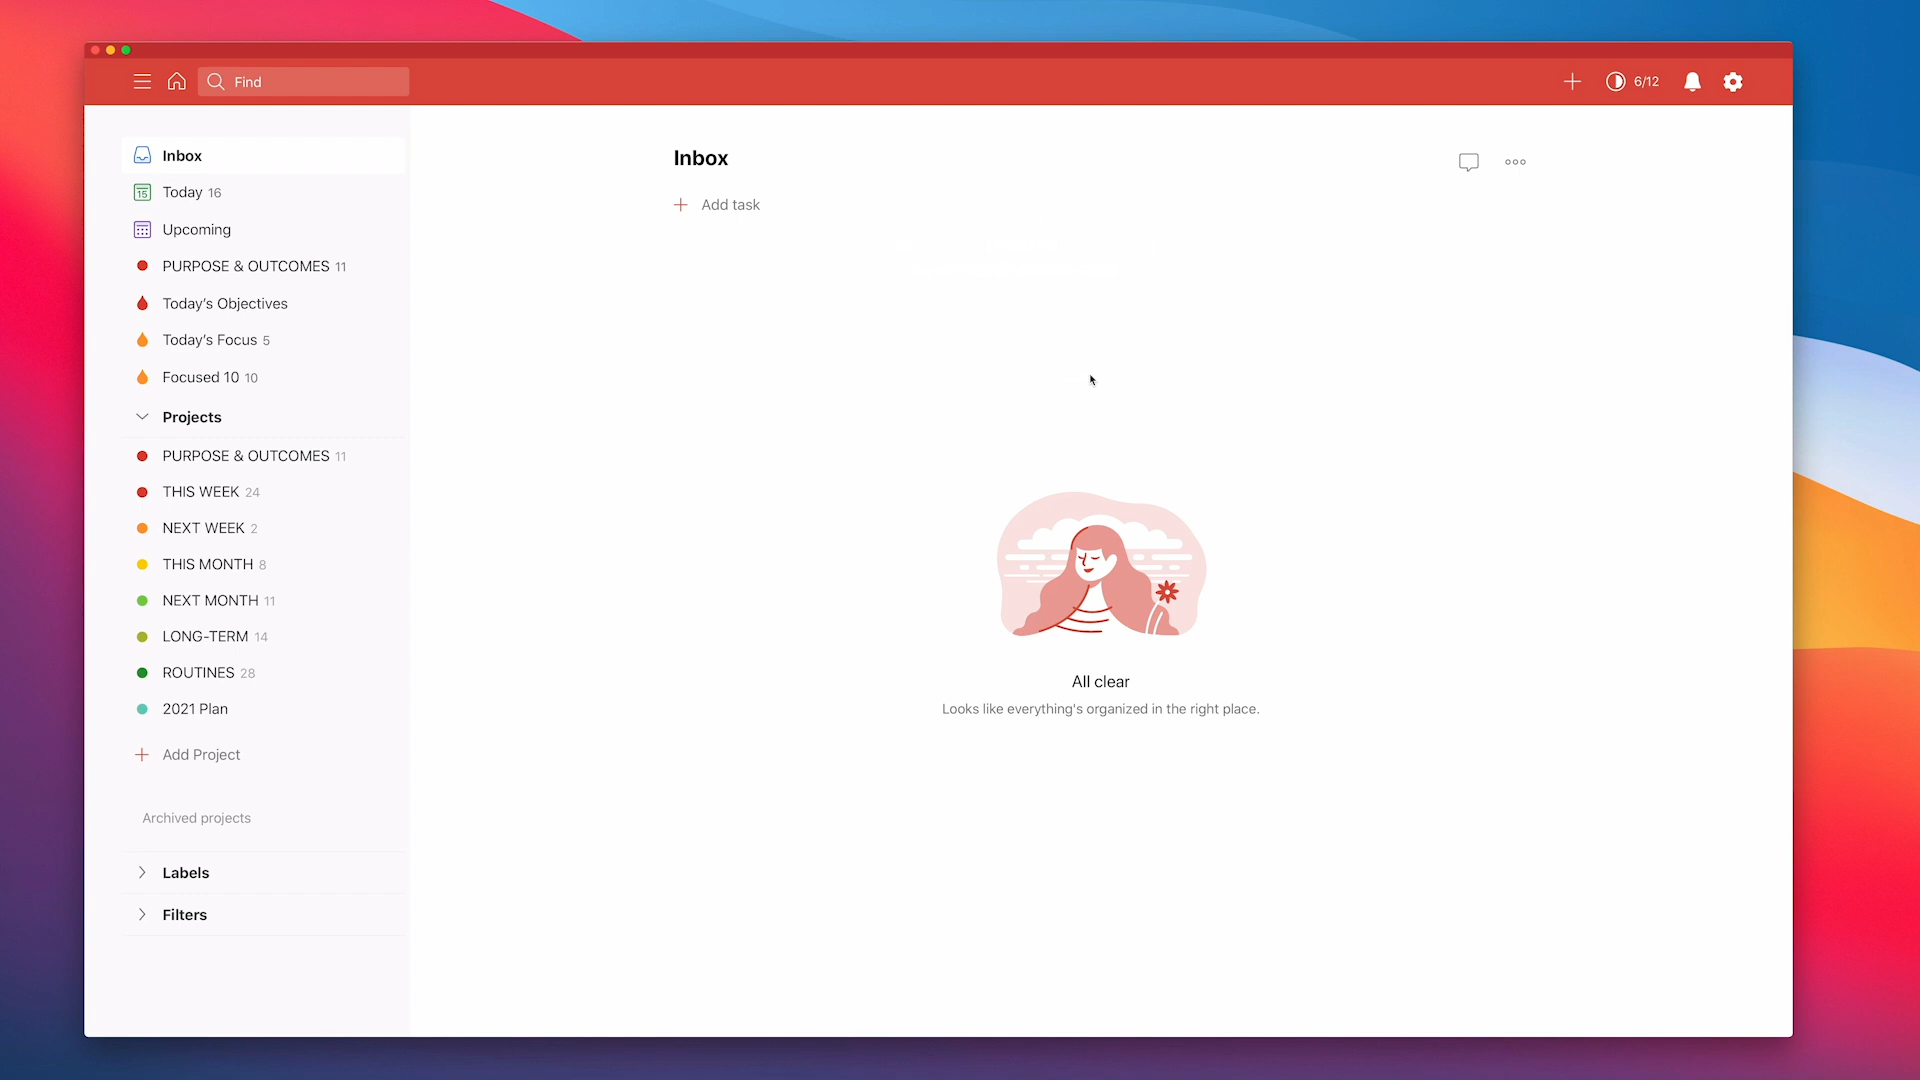 Find
6/12
Inbox
Today 16
15
Upcoming
PURPOSE & OUTCOMES 11
Today's Objectives
Today's Focus 5
Focused 10 10
Projects
PURPOSE & OUTCOMES 11
THIS WEEK 24
NEXT WEEK 2
THIS MONTH 8
NEXT MONTH 11
LONG-TERM 14
ROUTINES 28
2021 Plan
Add Project
Archived projects
Labels
Filters
Inbox
Add task
All clear
Looks like everything's organized in the right place.